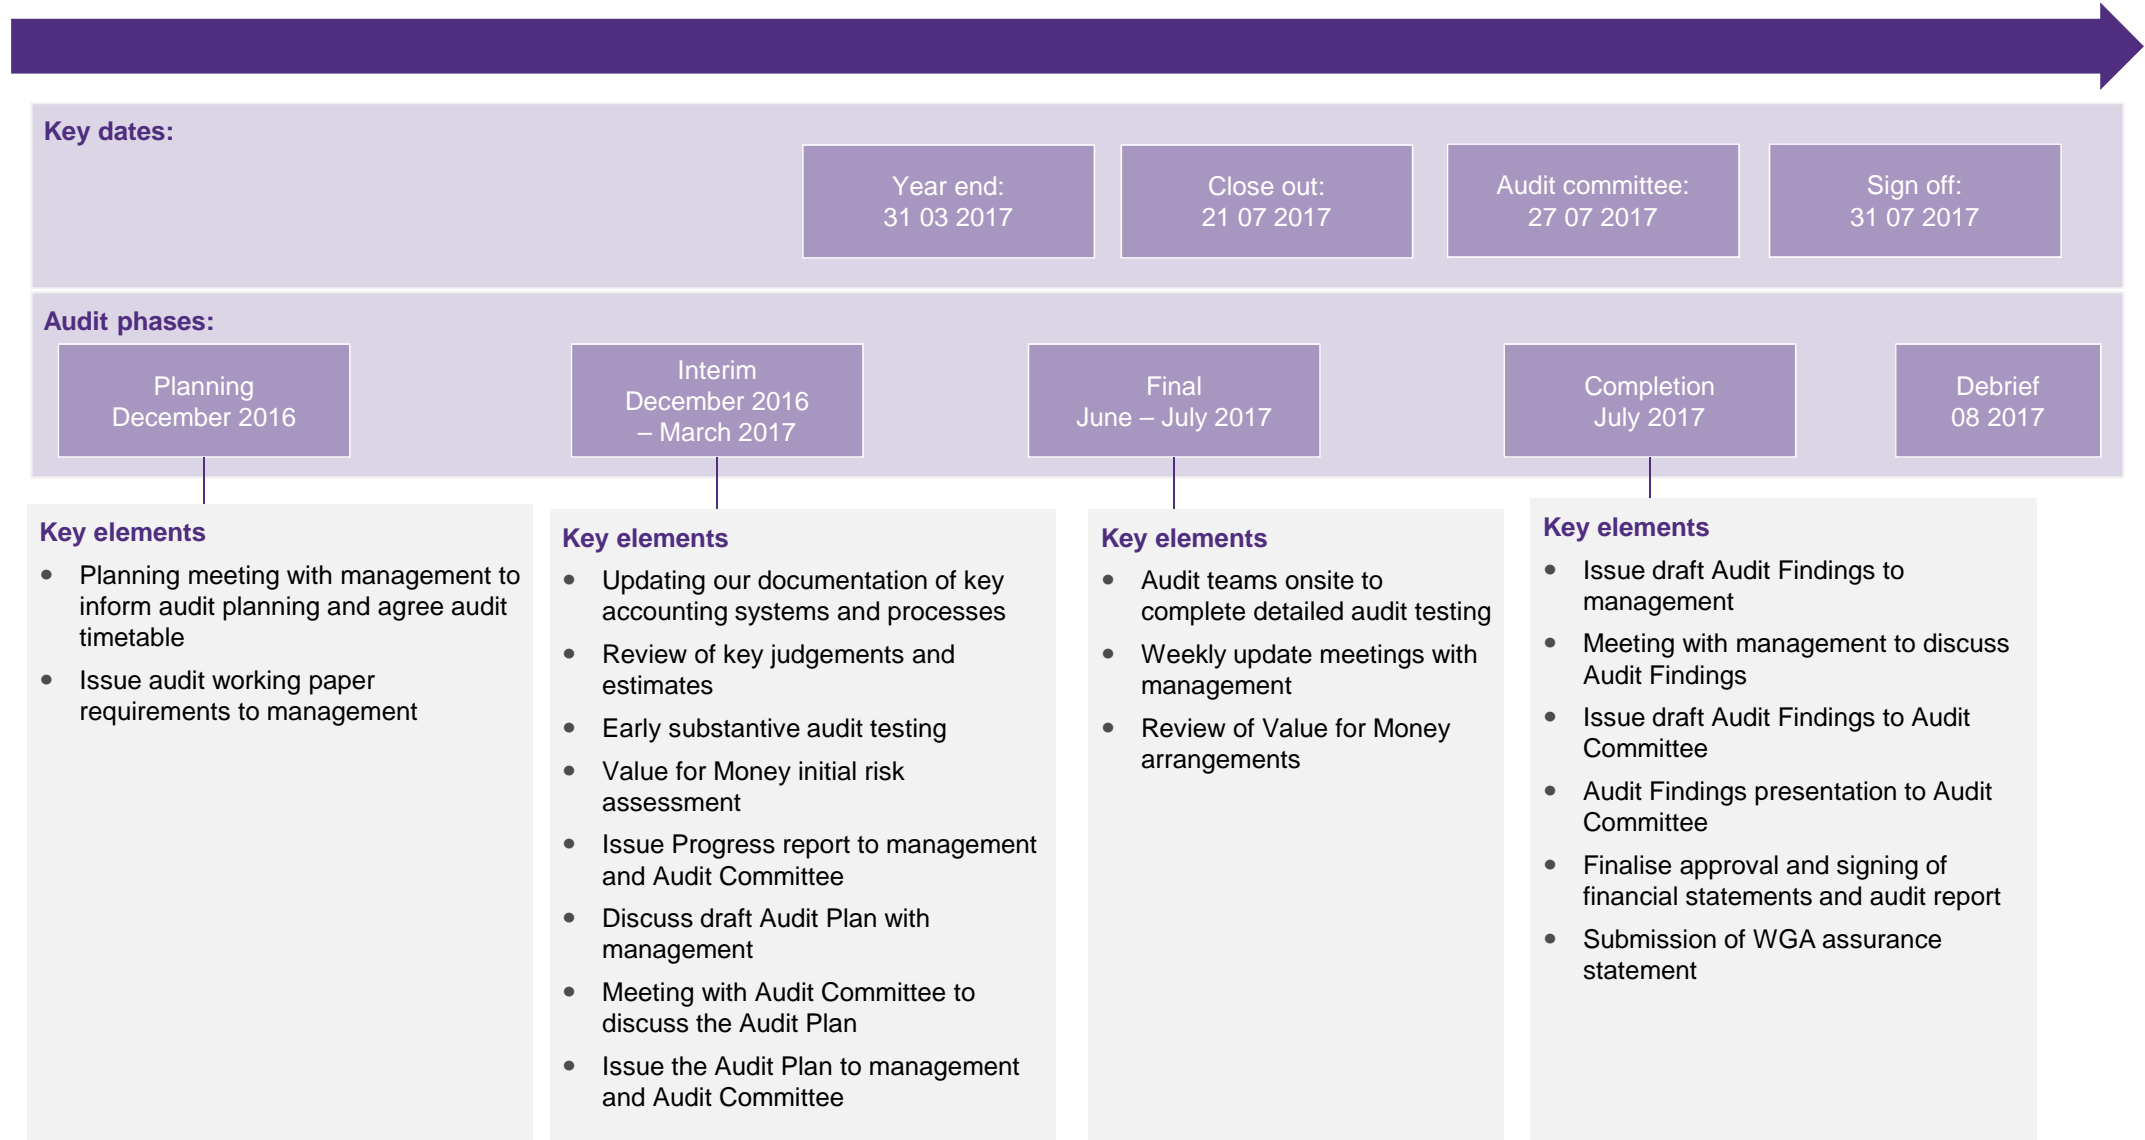 Key dates:
Year end:
31 03 2017
Close out:
21 07 2017
Audit committee:
27 07 2017
Sign off:
31 07 2017
Audit phases:
Planning
December 2016
Interim
December 2016
– March 2017
Final
June – July 2017
Completion
July 2017
Debrief
08 2017
Key elements
• Planning meeting with management to
inform audit planning and agree audit
timetable
• Issue audit working paper
requirements to management
Key elements
• Updating our documentation of key
accounting systems and processes
• Review of key judgements and
estimates
• Early substantive audit testing
• Value for Money initial risk
assessment
• Issue Progress report to management
and Audit Committee
• Discuss draft Audit Plan with
management
• Meeting with Audit Committee to
discuss the Audit Plan
• Issue the Audit Plan to management
and Audit Committee
Key elements
• Audit teams onsite to
complete detailed audit testing
• Weekly update meetings with
management
• Review of Value for Money
arrangements
Key elements
• Issue draft Audit Findings to
management
• Meeting with management to discuss
Audit Findings
• Issue draft Audit Findings to Audit
Committee
• Audit Findings presentation to Audit
Committee
• Finalise approval and signing of
financial statements and audit report
• Submission of WGA assurance
statement